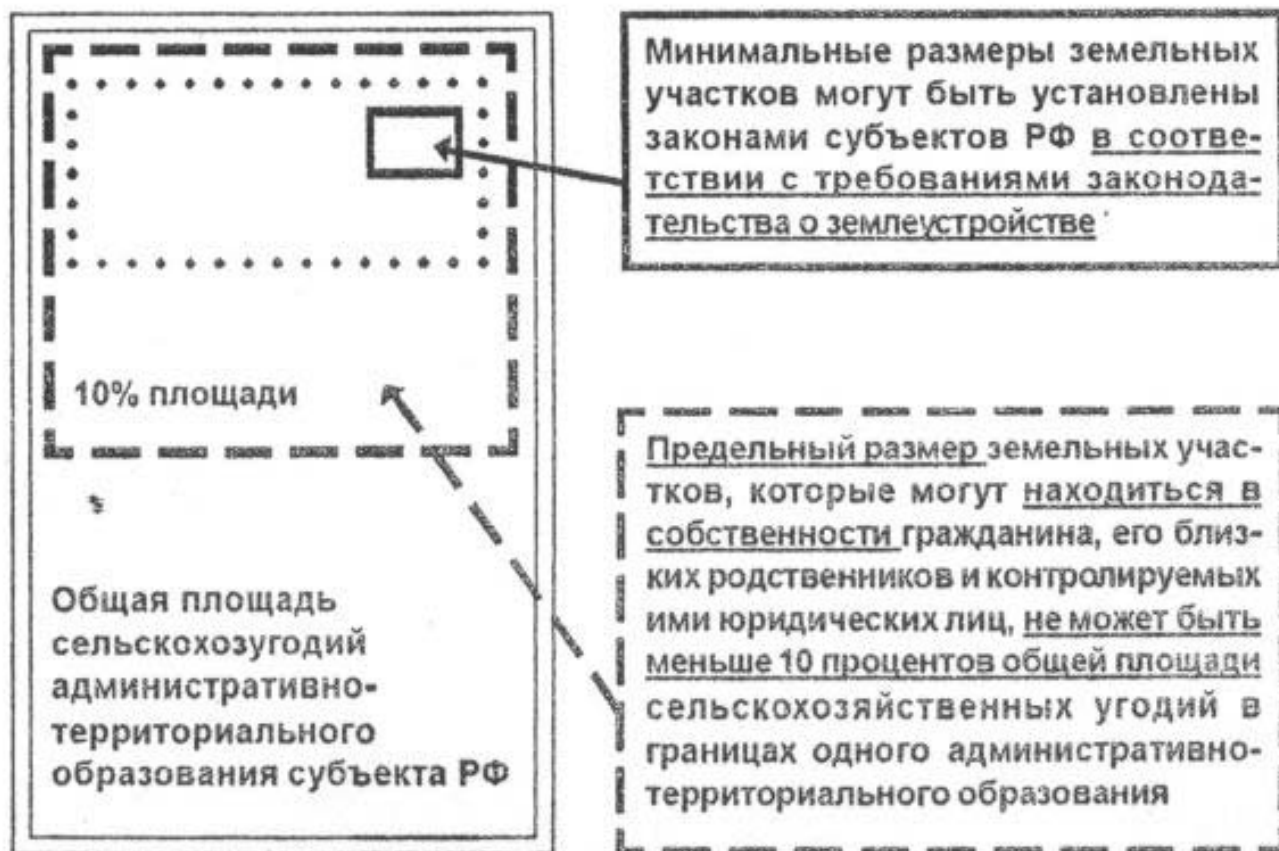 Минимальные размеры земельных
участков могут быть установлены
законами субъектов РФ в соотве-
тствии с требованиями законода-
тельства о землеустройстве
10% площади
Общая площадь
сельскохозугодий
административно-
территориального
образования субъекта РФ
Предельный размер земельных учас-
тков, которые могут находиться в
собственности гражданина, его близ-
ких родственников и контролируемых
ими юридических лиц, не может быть
меньше 10 процентов общей площади
сельскохозяйственных угодий в
границах одного административно-
территориального образования